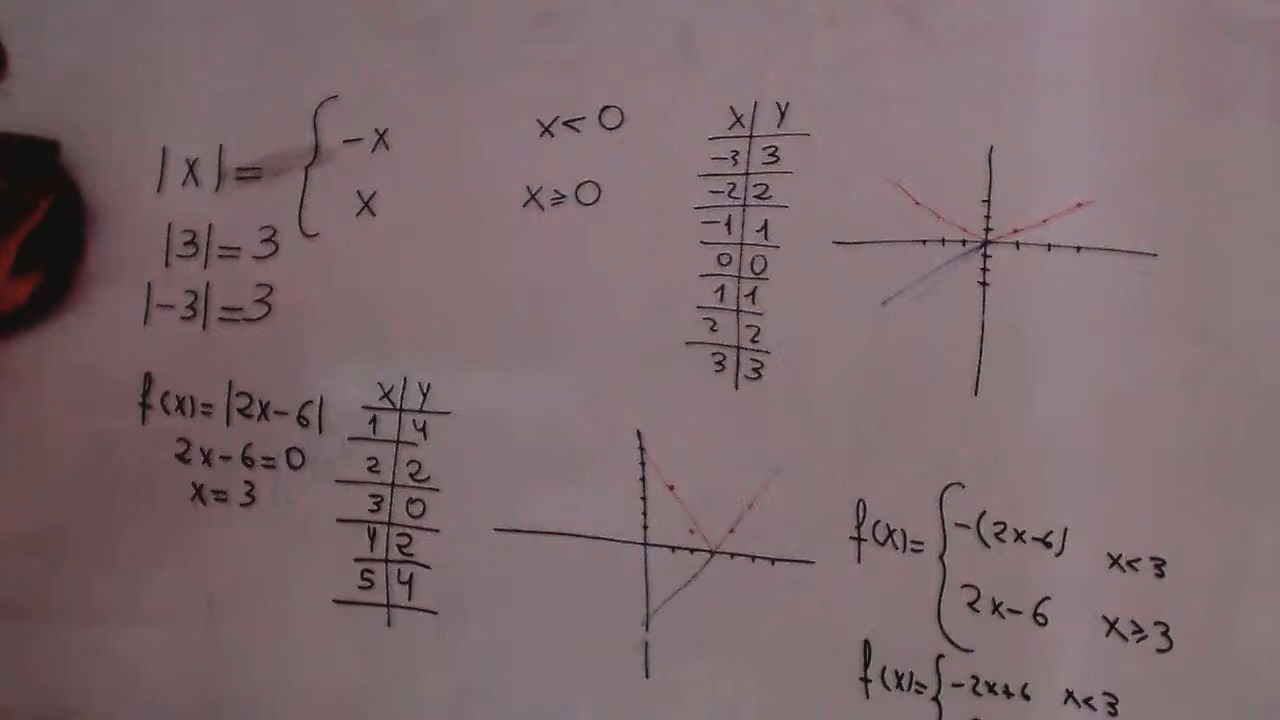 |x| = { -x x < 0
x x ≥ 0
|3| = 3
|-3| = 3
x | y
-3 | 3
-2 | 2
-1 | 1
0 | 0
1 | 1
2 | 2
3 | 3
f(x) = |2x-6|
2x-6=0
x=3
x | y
1 | 4
2 | 2
3 | 0
4 | 2
5 | 4
f(x)= { -(2x-6) x<3
2x-6 x≥3
f(x)= { -2x+6 x<3